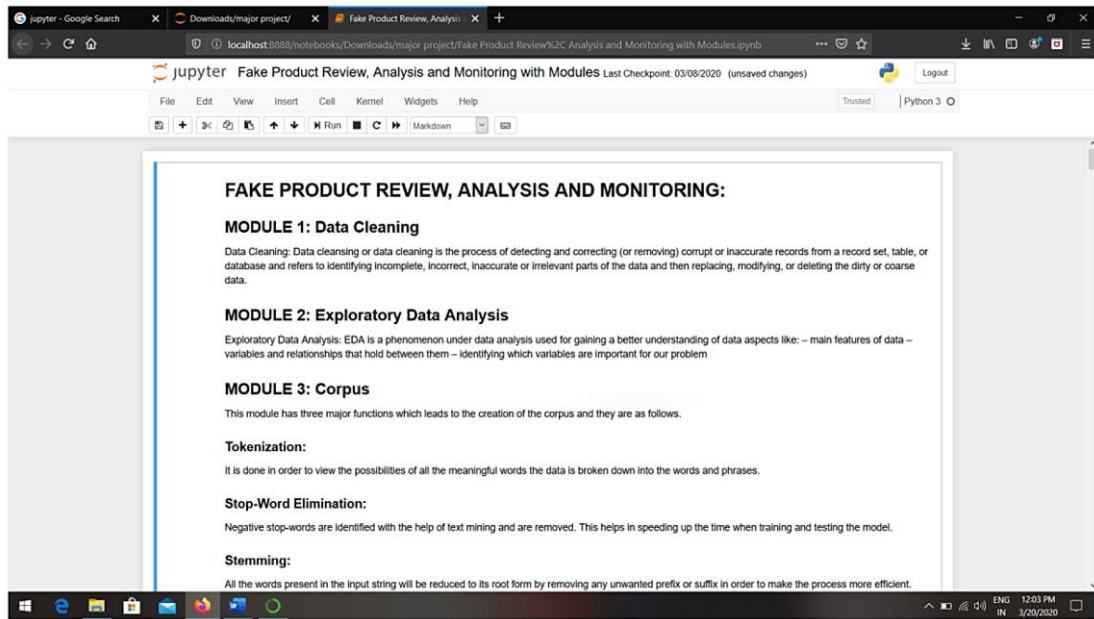 jupyter - Google Search
Downloads/major project/
Fake Product Review, Analysis
localhost:8888/notebooks/Downloads/major project/Fake Product Review%2C Analysis and Monitoring with Modules.ipynb
jupyter Fake Product Review, Analysis and Monitoring with Modules Last Checkpoint: 03/08/2020 (unsaved changes)
Logout
File Edit View Insert Cell Kernel Widgets Help
Trusted
Python 3
Run
Markdown
FAKE PRODUCT REVIEW, ANALYSIS AND MONITORING:
MODULE 1: Data Cleaning
Data Cleaning: Data cleansing or data cleaning is the process of detecting and correcting (or removing) corrupt or inaccurate records from a record set, table, or
database and refers to identifying incomplete, incorrect, inaccurate or irrelevant parts of the data and then replacing, modifying, or deleting the dirty or coarse
data.
MODULE 2: Exploratory Data Analysis
Exploratory Data Analysis: EDA is a phenomenon under data analysis used for gaining a better understanding of data aspects like: – main features of data –
variables and relationships that hold between them – identifying which variables are important for our problem
MODULE 3: Corpus
This module has three major functions which leads to the creation of the corpus and they are as follows.
Tokenization:
It is done in order to view the possibilities of all the meaningful words the data is broken down into the words and phrases.
Stop-Word Elimination:
Negative stop-words are identified with the help of text mining and are removed. This helps in speeding up the time when training and testing the model.
Stemming:
All the words present in the input string will be reduced to its root form by removing any unwanted prefix or suffix in order to make the process more efficient.
ENG 12:03 PM
IN 3/20/2020